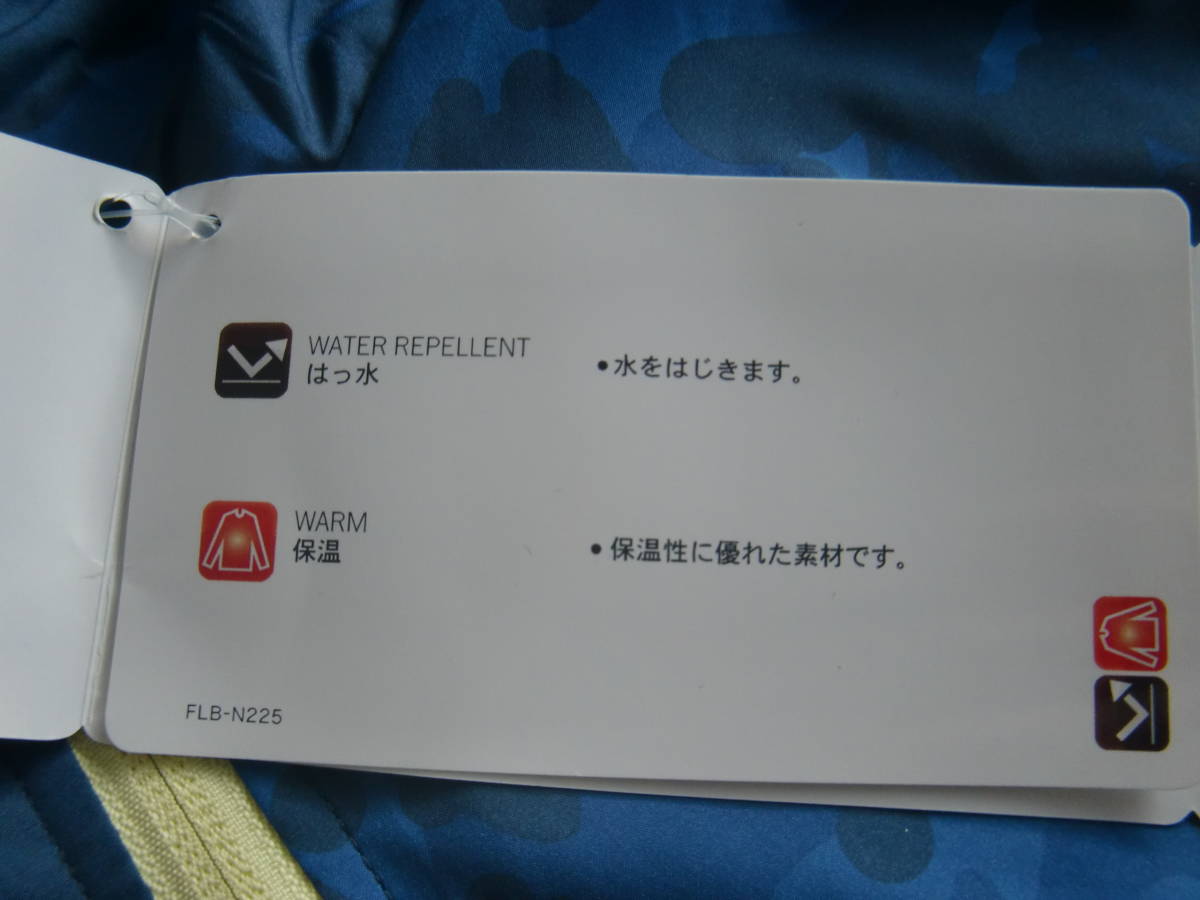 WATER REPELLENT
はっ水
•水をはじきます。
WARM
保温
•保温性に優れた素材です。
FLB-N225